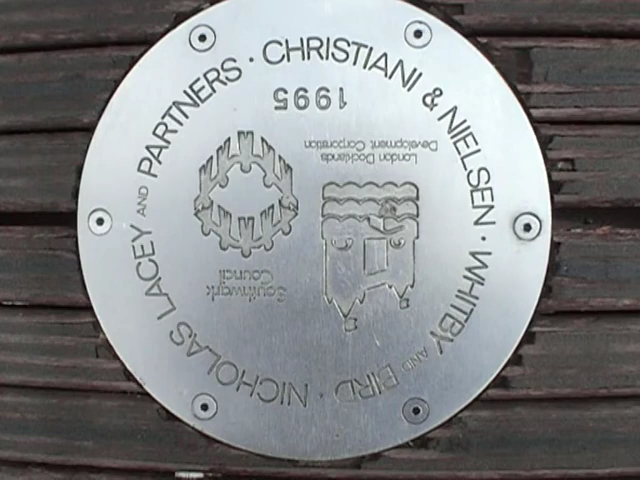 NICHOLAS LACEY AND PARTNERS · CHRISTIANI & NIELSEN · WHITBY AND BIRD ·
Southwark
Council
London Docklands
Development Corporation
1995